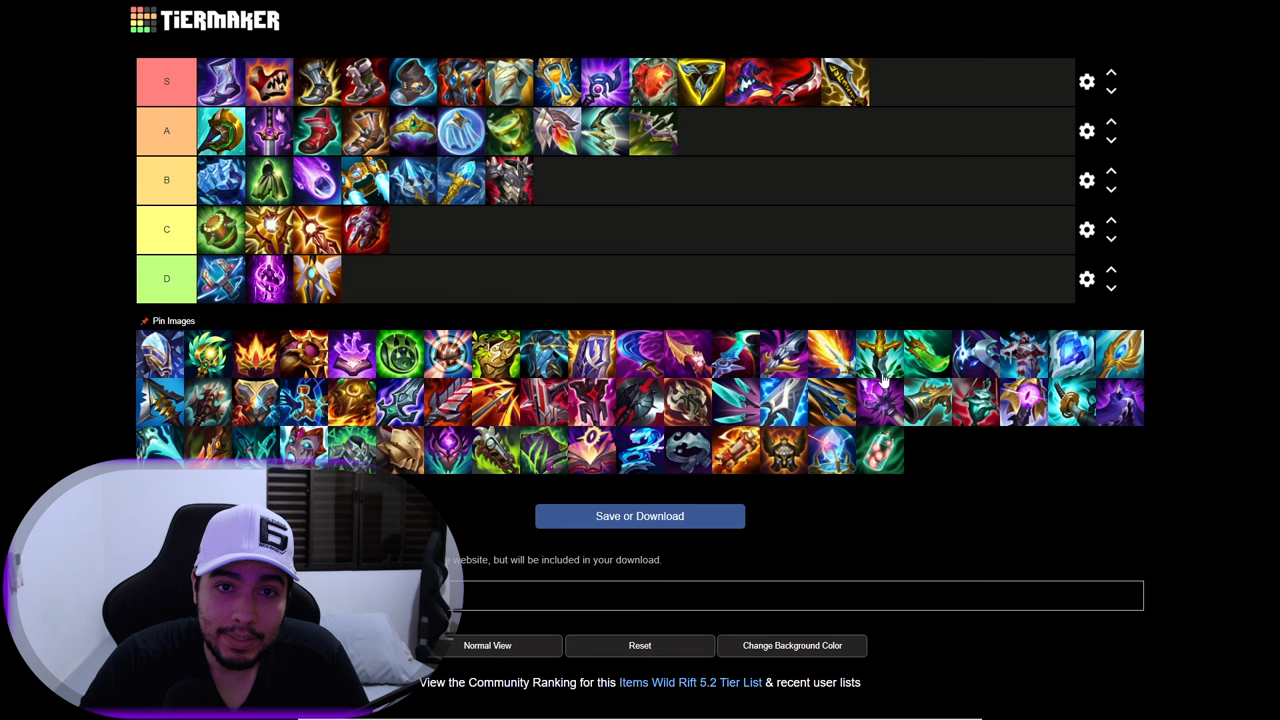 TIERMAKER
S
A
B
C
D
Pin Images
Save or Download
website, but will be included in your download.
Normal View
Reset
Change Background Color
View the Community Ranking for this Items Wild Rift 5.2 Tier List & recent user lists
6